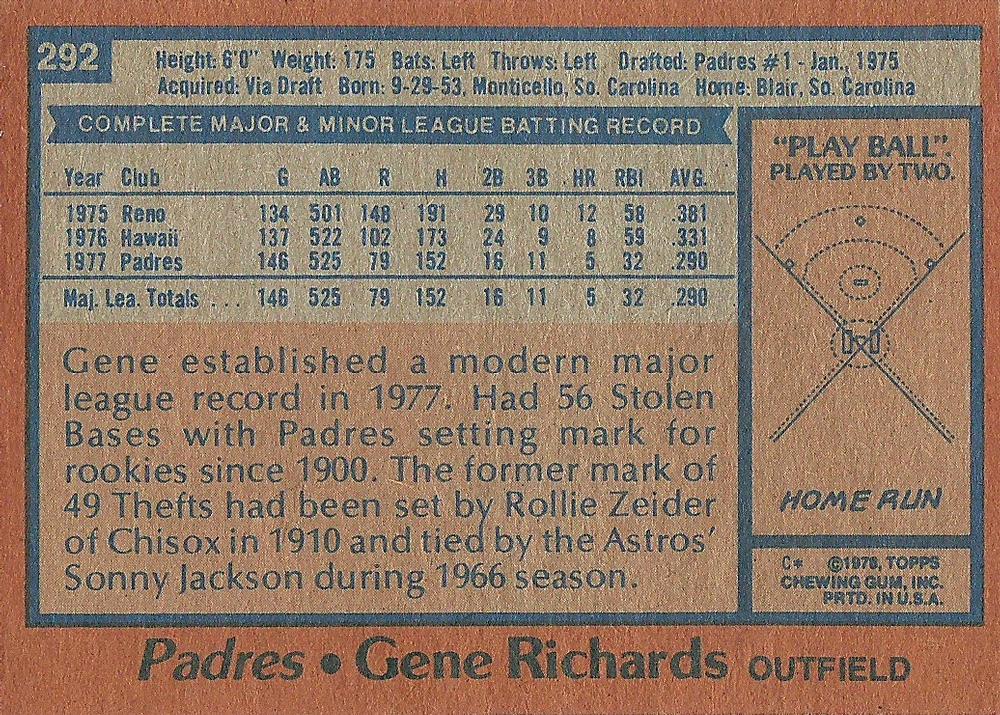 292
Height: 6'0" Weight: 175 Bats: Left Throws: Left Drafted: Padres #1 - Jan., 1975
Acquired: Via Draft Born: 9-29-53, Monticello, So. Carolina Home: Blair, So. Carolina
COMPLETE MAJOR & MINOR LEAGUE BATTING RECORD
Year Club G AB R H 2B 3B HR RBI AVG.
1975 Reno 134 501 148 191 29 10 12 58 .381
1976 Hawaii 137 522 102 173 24 9 8 59 .331
1977 Padres 146 525 79 152 16 11 5 32 .290
Maj. Lea. Totals ... 146 525 79 152 16 11 5 32 .290
Gene established a modern major
league record in 1977. Had 56 Stolen
Bases with Padres setting mark for
rookies since 1900. The former mark of
49 Thefts had been set by Rollie Zeider
of Chisox in 1910 and tied by the Astros'
Sonny Jackson during 1966 season.
"PLAY BALL".
PLAYED BY TWO.
HOME RUN
C* ©1978, TOPPS
CHEWING GUM, INC.
PRTD. IN U.S.A.
Padres • Gene Richards OUTFIELD